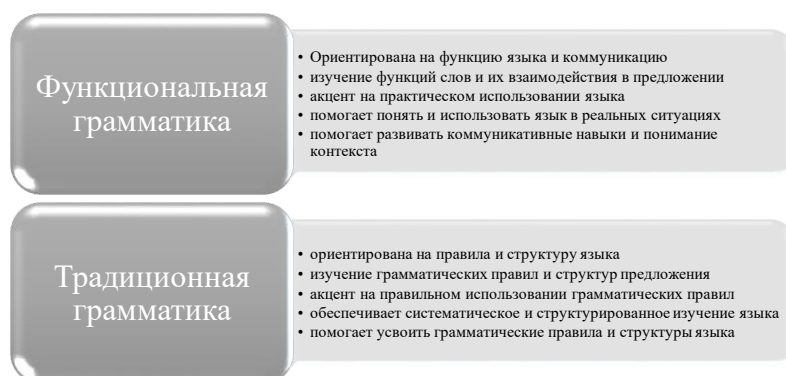 Функциональная
грамматика
• Ориентирована на функцию языка и коммуникацию
• изучение функций слов и их взаимодействия в предложении
• акцент на практическом использовании языка
• помогает понять и использовать язык в реальных ситуациях
• помогает развивать коммуникативные навыки и понимание
контекста
Традиционная
грамматика
• ориентирована на правила и структуру языка
• изучение грамматических правил и структур предложения
• акцент на правильном использовании грамматических правил
• обеспечивает систематическое и структурированное изучение языка
• помогает усвоить грамматические правила и структуры языка